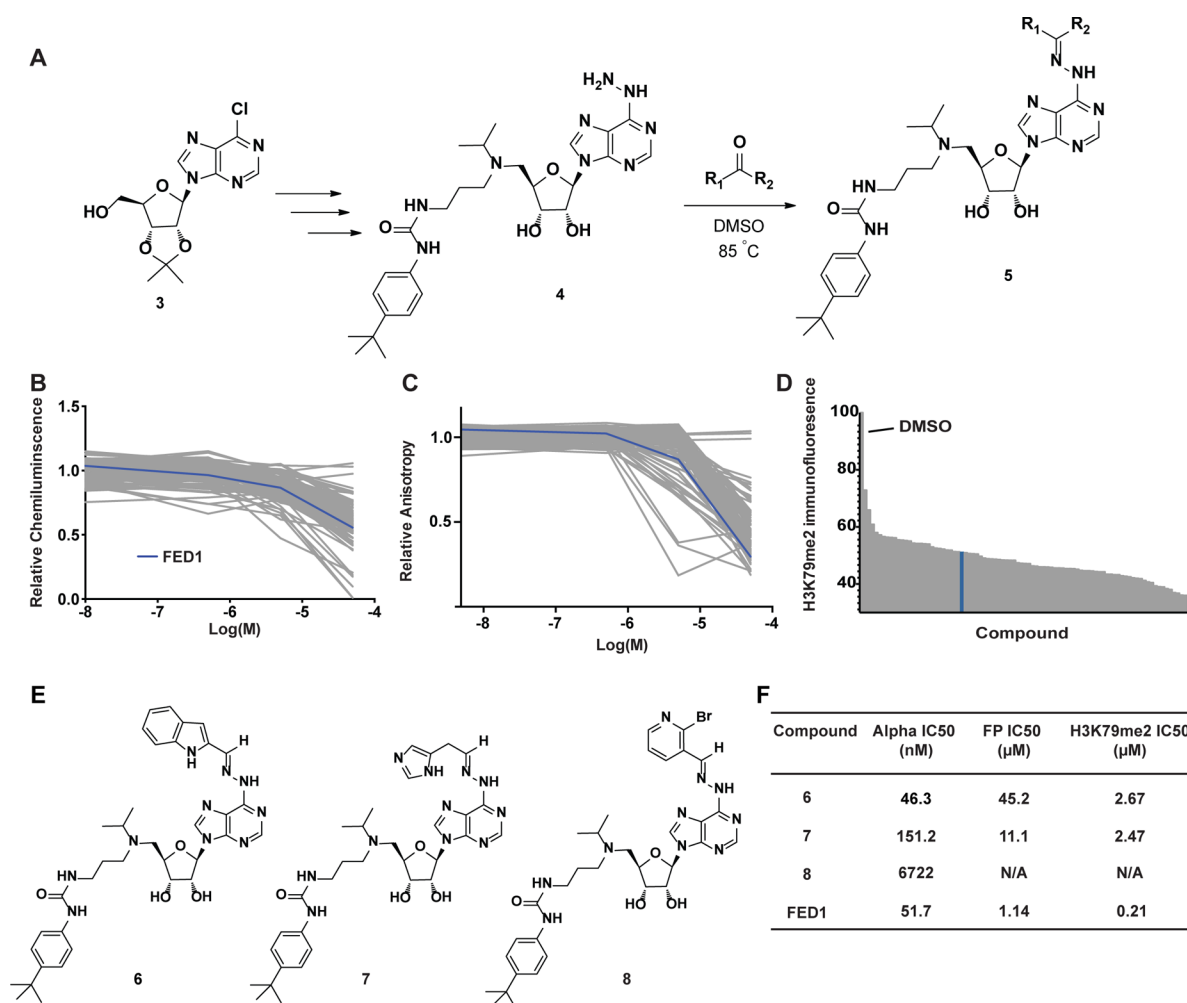 A
Cl
N
N
N
N
O
HO
O
O
3
H2N
NH
N
N
N
N
N
O
HN
O
NH
HO
OH
4
O
R1
R2
DMSO
85 °C
R1
R2
N
NH
N
N
N
N
N
O
HN
O
NH
HO
OH
5
B
Relative Chemiluminscence
1.5
1.0
0.5
0.0
FED1
-8
-7
-6
-5
-4
Log(M)
C
Relative Anisotropy
1.0
0.5
-8
-7
-6
-5
-4
Log(M)
D
H3K79me2 immunofluoresence
100
80
60
40
DMSO
Compound
E
N
H
H
N
NH
N
N
N
N
N
O
HN
O
NH
HO
OH
6
N
N
H
H
N
NH
N
N
N
N
N
O
HN
O
NH
HO
OH
7
N
Br
H
N
NH
N
N
N
N
N
O
HN
O
NH
HO
OH
8
F
Compound Alpha IC50 (nM) FP IC50 (µM) H3K79me2 IC50 (µM)
6 46.3 45.2 2.67
7 151.2 11.1 2.47
8 6722 N/A N/A
FED1 51.7 1.14 0.21